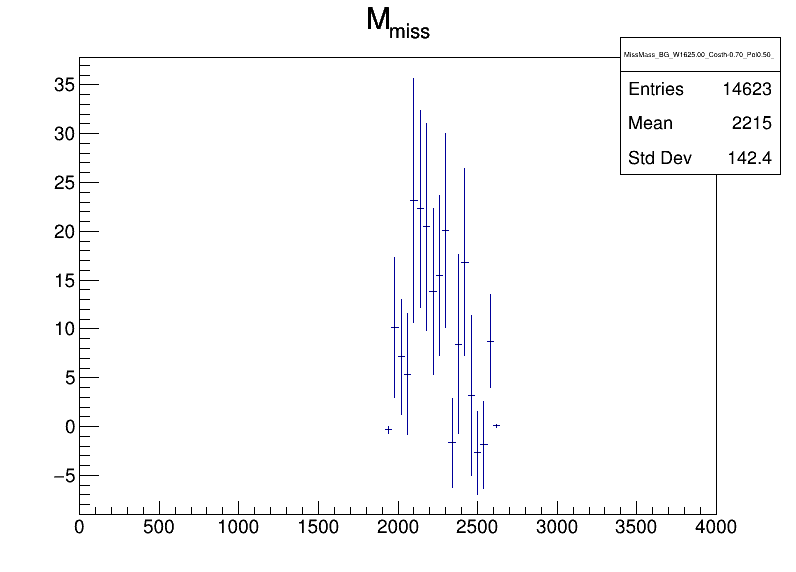 M_miss
MissMass_BG_W1625.00_Costh-0.70_Pol0.50_
Entries 14623
Mean 2215
Std Dev 142.4
35
30
25
20
15
10
5
0
−5
0 500 1000 1500 2000 2500 3000 3500 4000